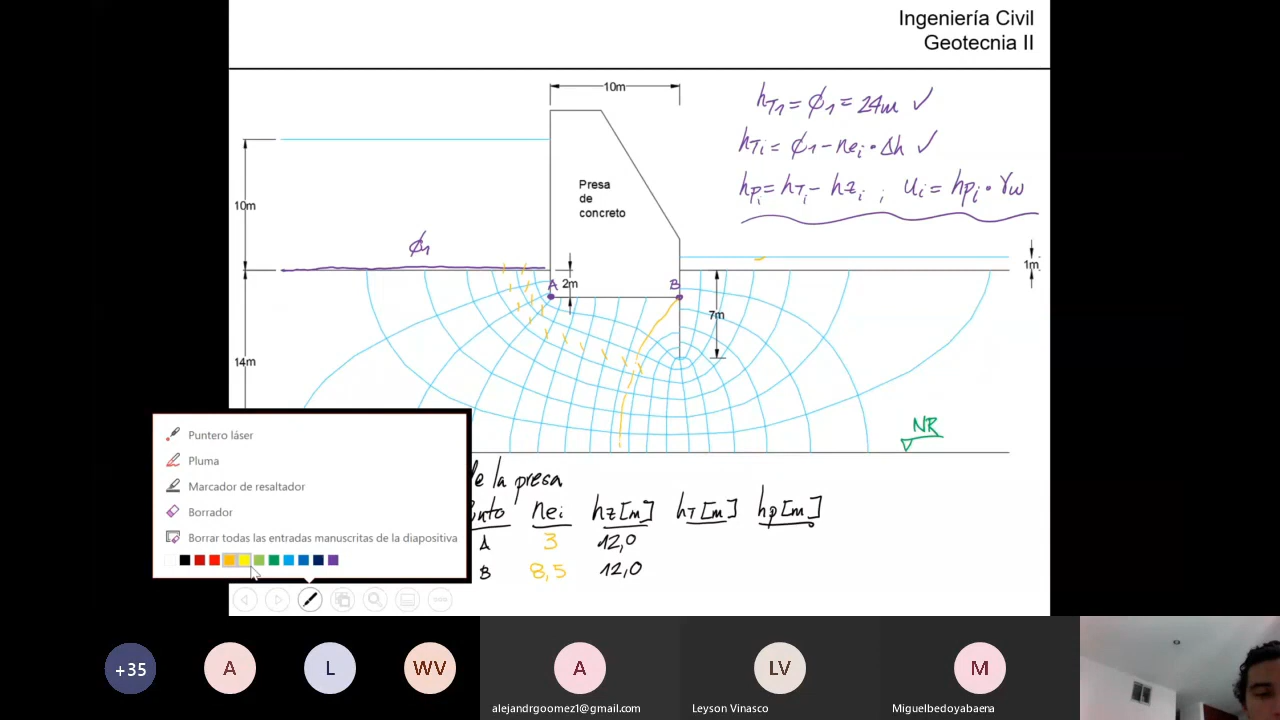 Ingeniería Civil
Geotecnia II
10m
hT1 = ϕ1 = 24m ✓
hTi = ϕ1 - nei · Δh ✓
hpi = hTi - hzi ; ui = hpi · γw
Presa
de
concreto
10m
ϕ1
1m
A
2m
B
7m
14m
NR
Puntero láser
Pluma
Marcador de resaltador
Borrador
Borrar todas las entradas manuscritas de la diapositiva
de la presa
nei hz[m] hT[m] hp[m]
A 3 12,0
B 8,5 12,0
+35
A
L
WV
A
LV
M
alejandrgoomez1@gmail.com
Leyson Vinasco
Miguelbedoyabaena